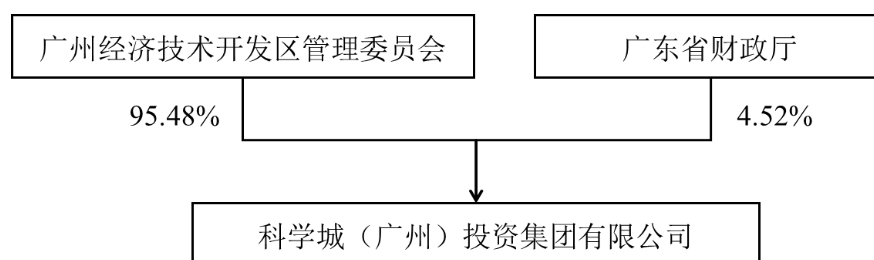 广州经济技术开发区管理委员会
广东省财政厅
95.48%
4.52%
科学城（广州）投资集团有限公司